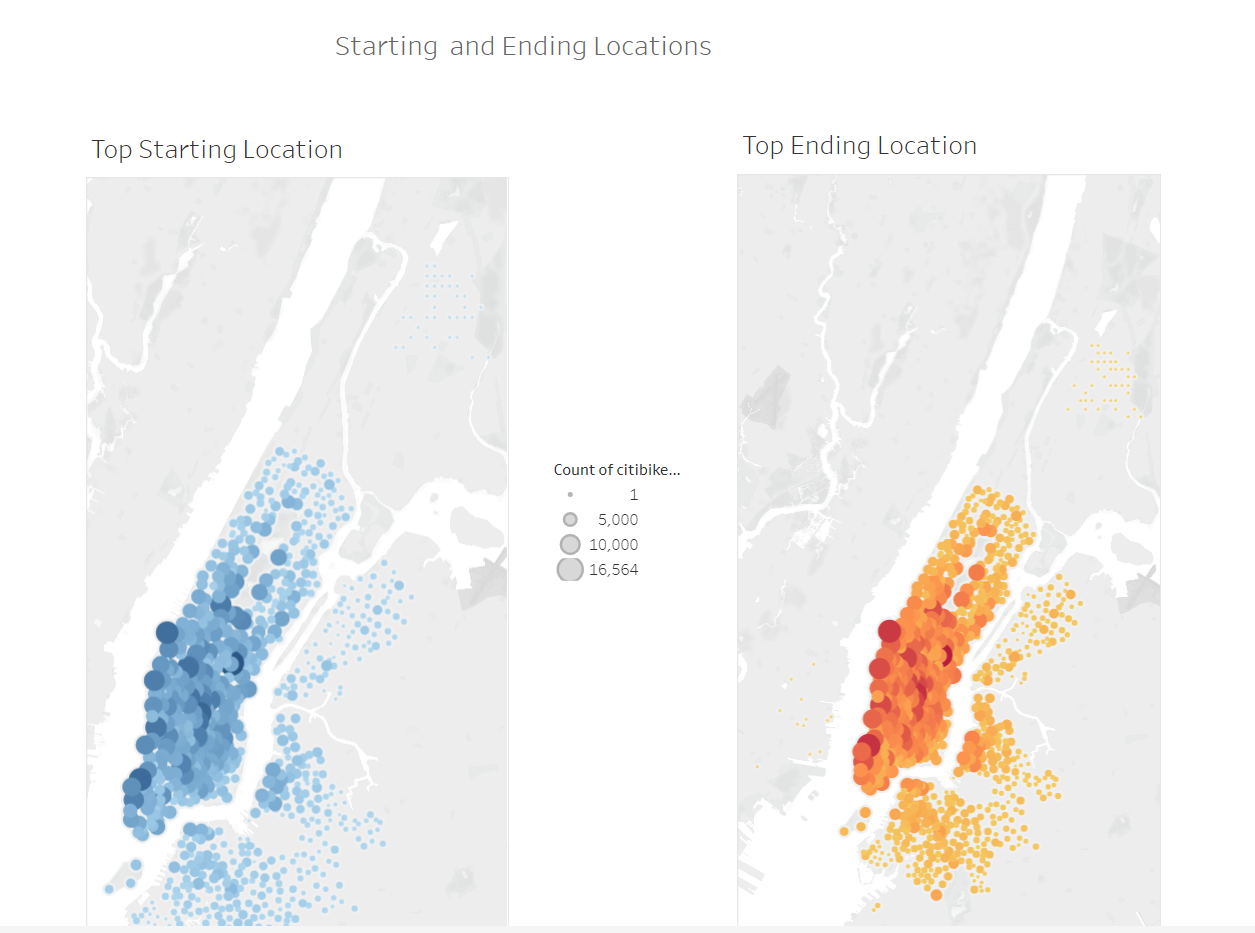 Starting and Ending Locations
Top Starting Location
Top Ending Location
Count of citibike...
1
5,000
10,000
16,564